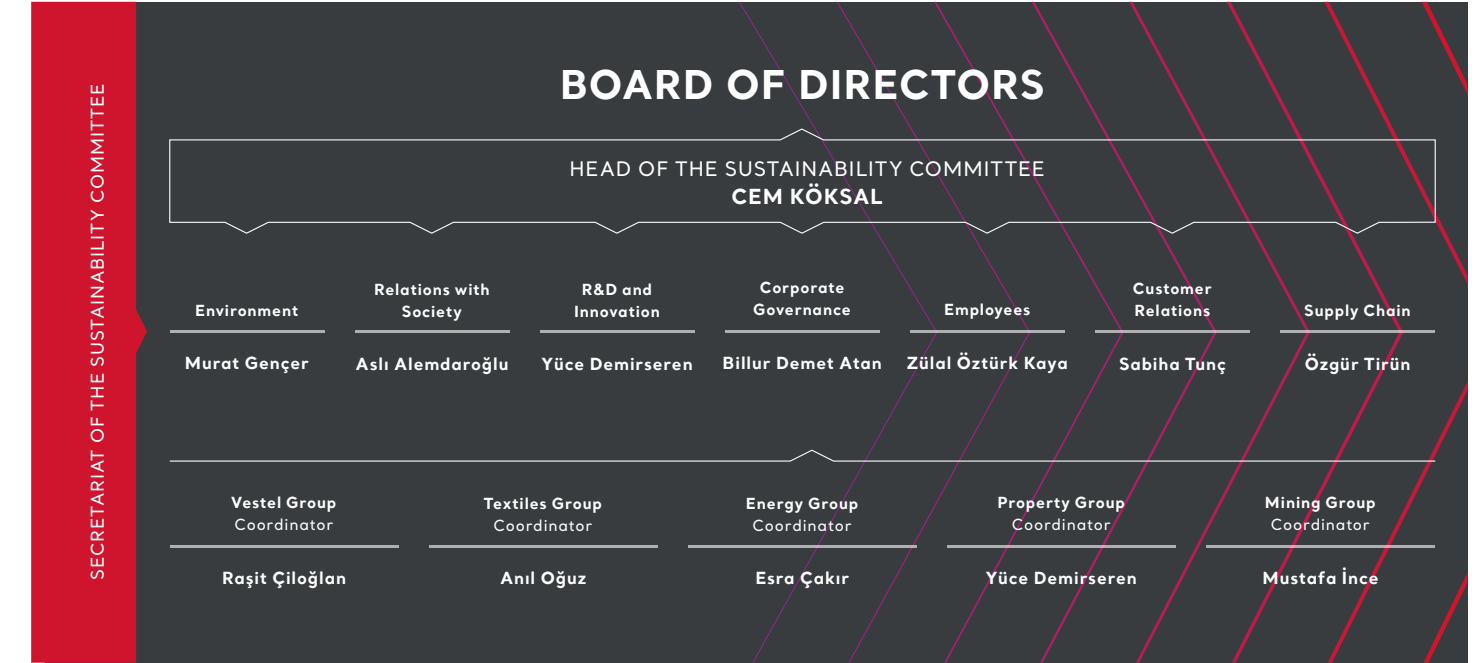 SECRETARIAT OF THE SUSTAINABILITY COMMITTEE
BOARD OF DIRECTORS
HEAD OF THE SUSTAINABILITY COMMITTEE
CEM KÖKSAL
Environment
Murat Gençer
Relations with
Society
Aslı Alemdaroğlu
R&D and
Innovation
Yüce Demirseren
Corporate
Governance
Billur Demet Atan
Employees
Zülal Öztürk Kaya
Customer
Relations
Sabiha Tunç
Supply Chain
Özgür Tirün
Vestel Group
Coordinator
Raşit Çiloğlan
Textiles Group
Coordinator
Anıl Oğuz
Energy Group
Coordinator
Esra Çakır
Property Group
Coordinator
Yüce Demirseren
Mining Group
Coordinator
Mustafa İnce